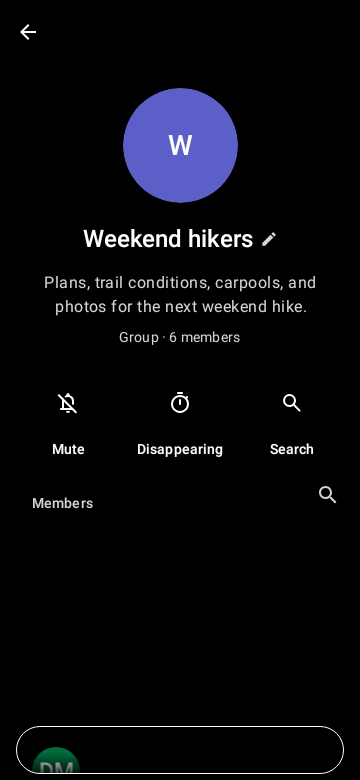 W
Weekend hikers
Plans, trail conditions, carpools, and
photos for the next weekend hike.
Group · 6 members
Mute
Disappearing
Search
Members
DM